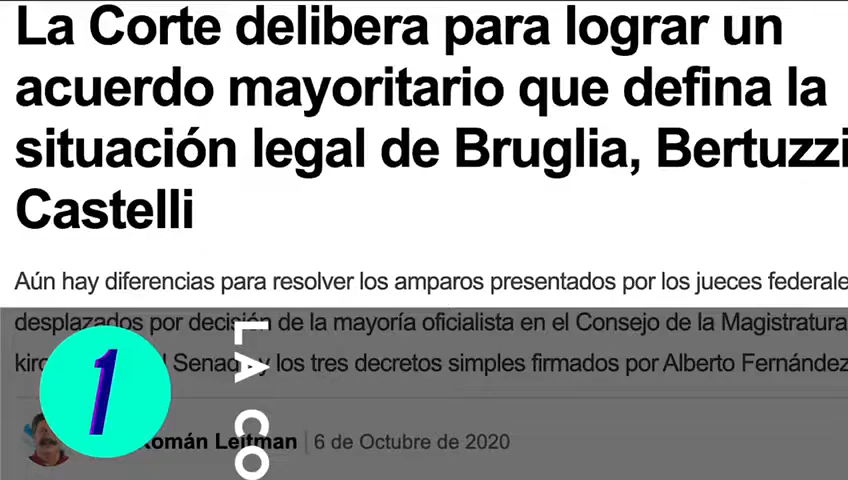 La Corte delibera para lograr un
acuerdo mayoritario que defina la
situación legal de Bruglia, Bertuzzi
Castelli
Aún hay diferencias para resolver los amparos presentados por los jueces federale
desplazados por decisión de la mayoría oficialista en el Consejo de la Magistratura
Senado y los tres decretos simples firmados por Alberto Fernández
Román Leitman | 6 de Octubre de 2020
1
LA CO